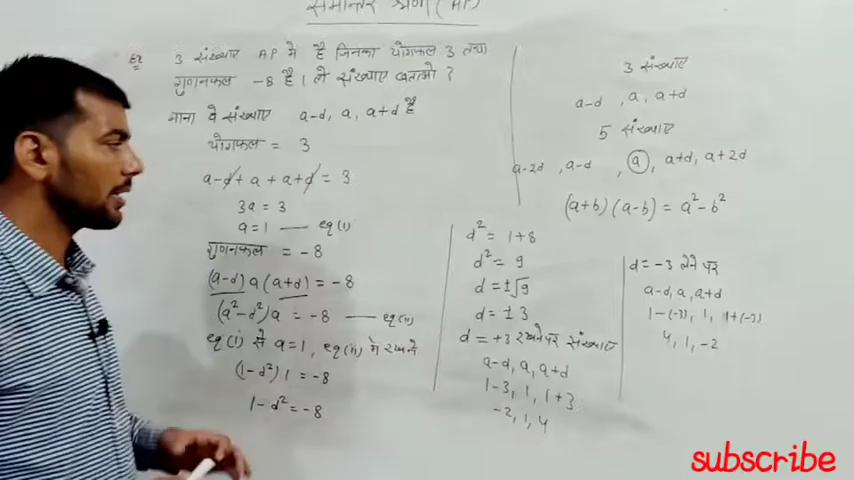 समान्तर श्रेणी (AP)
Ex 3 संख्याए AP मे है जिनका योगफल 3 तथा
गुणनफल -8 है। तो संख्याए बताओ ?
माना वे संख्याए a-d, a, a+d है
योगफल = 3
a-d+a+a+d = 3
3a = 3
a=1 —— eq(i)
गुणनफल = -8
(a-d)a(a+d) = -8
(a²-d²)a = -8 —— eq(ii)
eq(i) से a=1, eq(ii) मे रखने
(1-d²)1 = -8
1-d² = -8
d² = 1+8
d² = 9
d = ±√9
d = ±3
d = +3 रखने पर संख्याए
a-d, a, a+d
1-3, 1, 1+3
-2, 1, 4
3 संख्याए
a-d, a, a+d
5 संख्याए
a-2d, a-d, a, a+d, a+2d
(a+b)(a-b) = a²-b²
d=-3 लेने पर
a-d, a, a+d
1-(-3), 1, 1+(-3)
4, 1, -2
subscribe